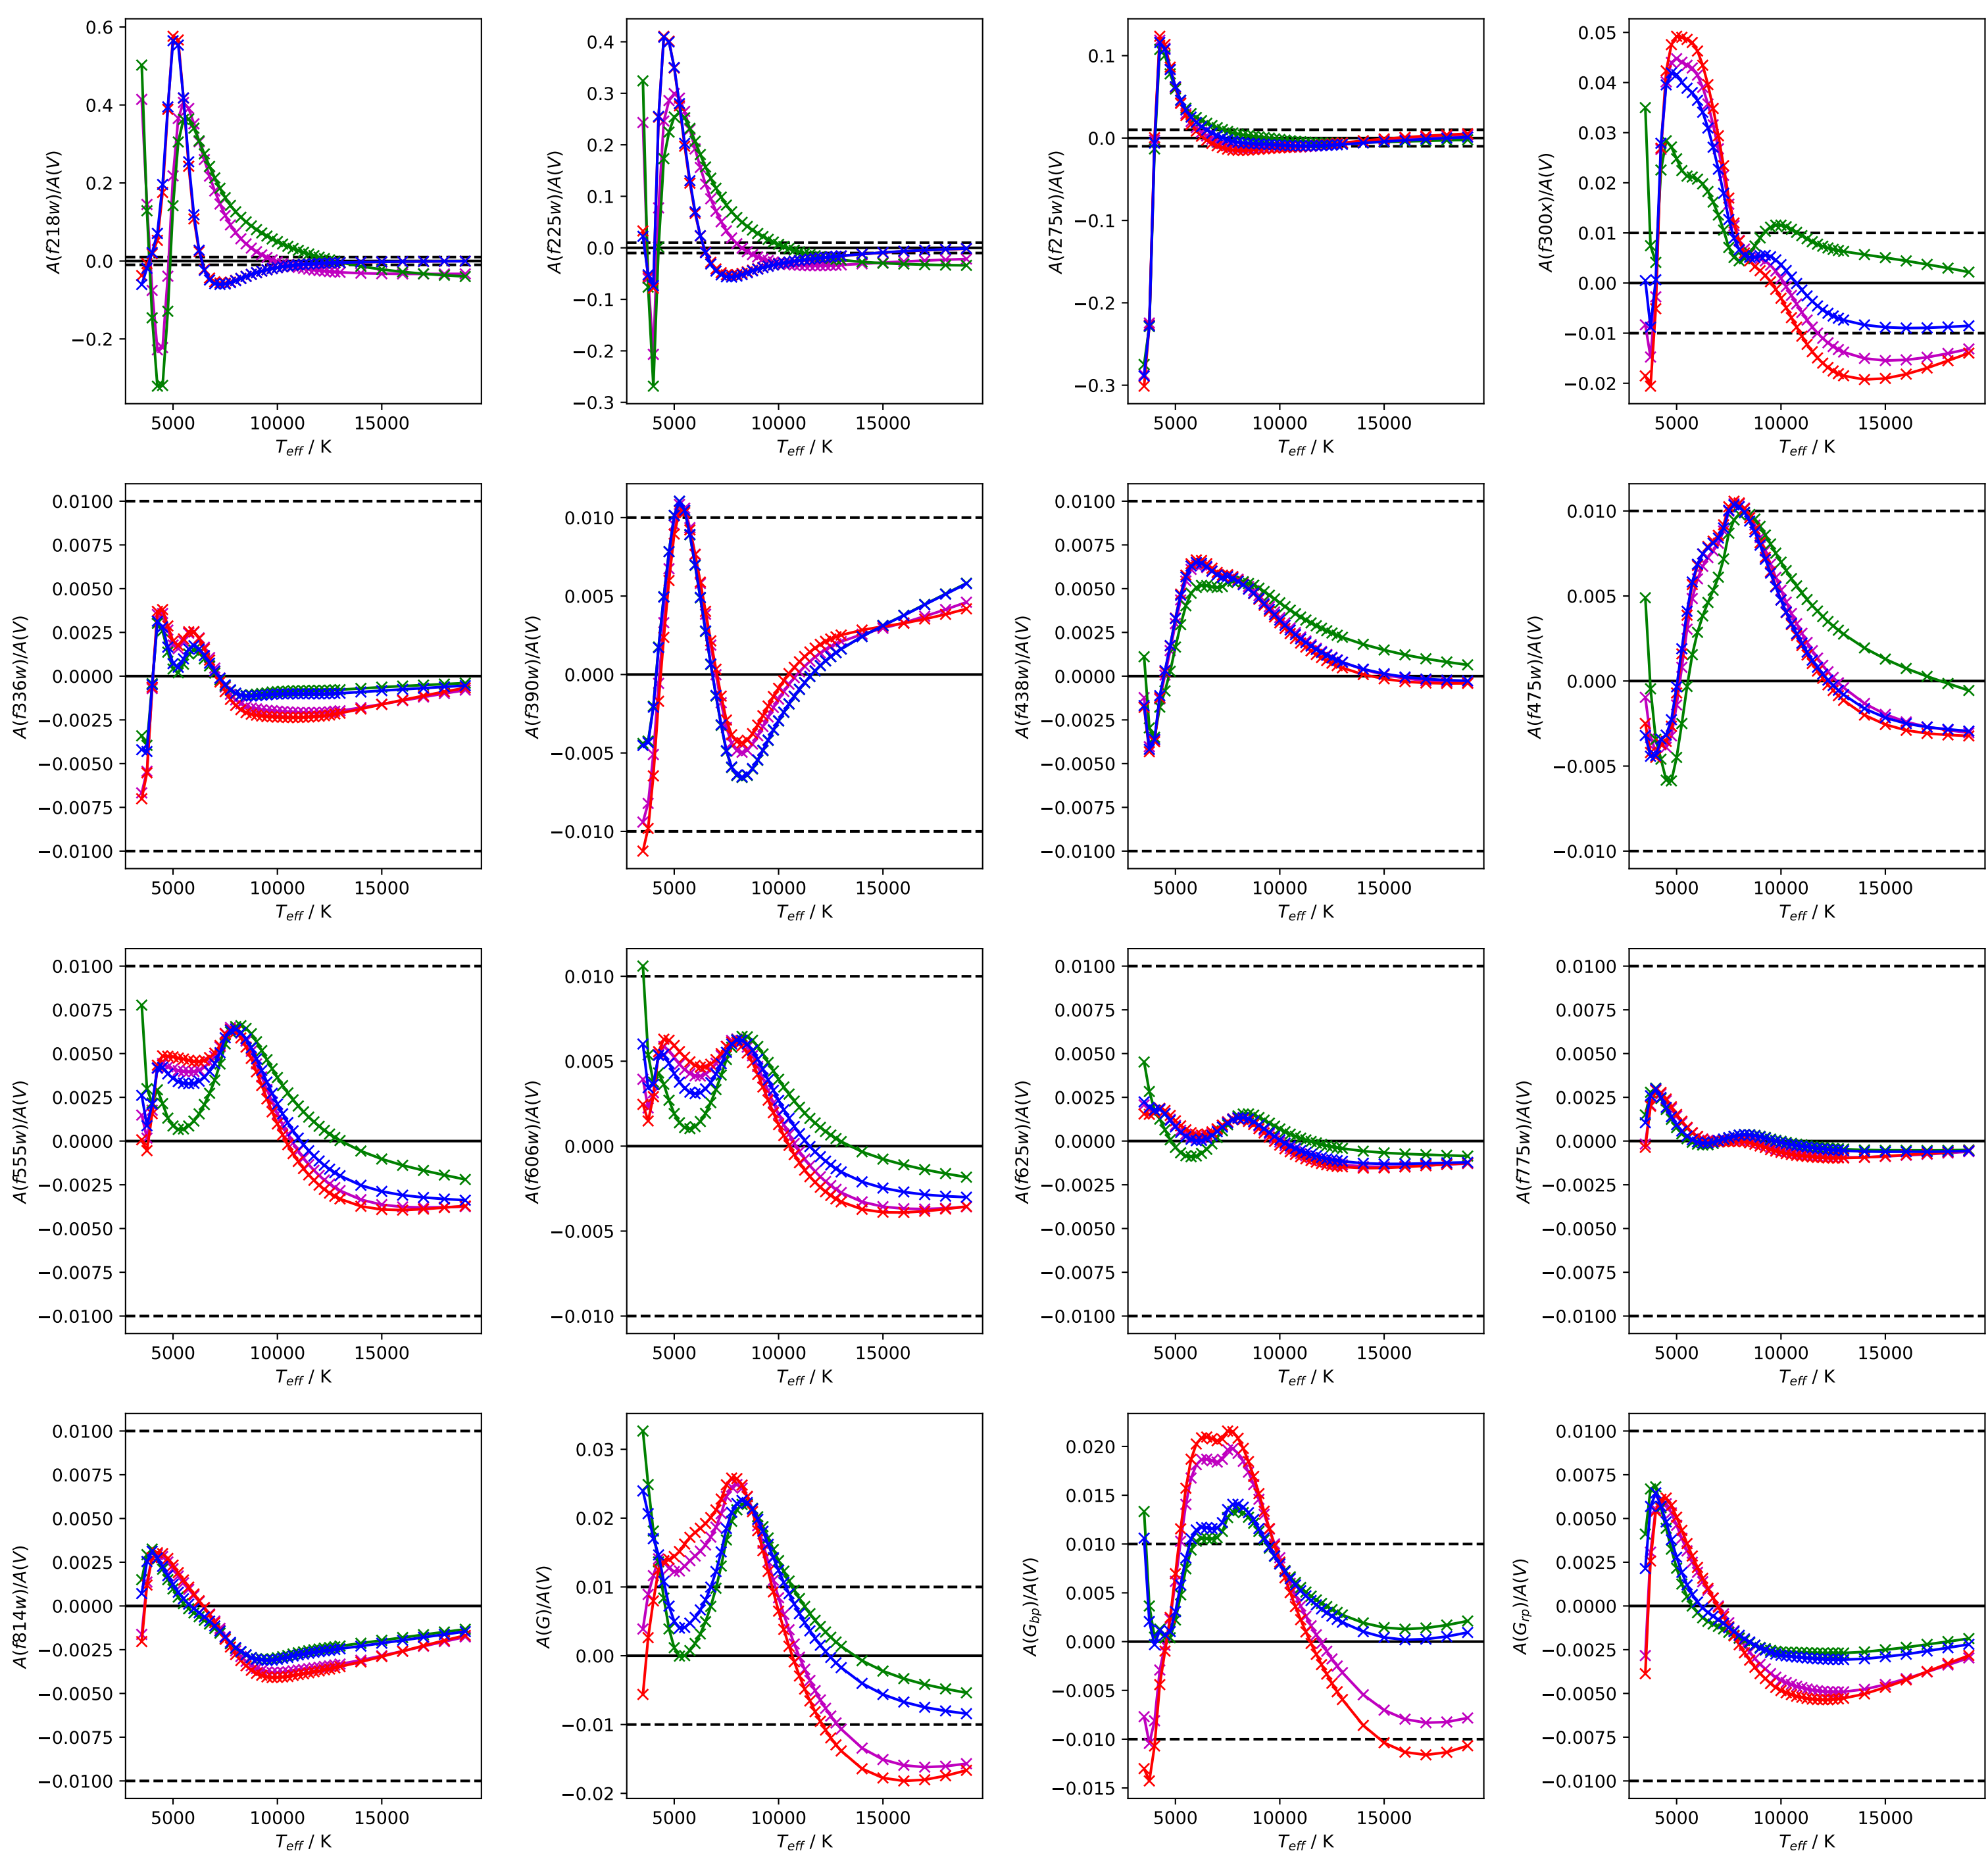 A(f218w)/A(V)
0.6
0.4
0.2
0.0
−0.2
5000 10000 15000
T_eff / K
A(f225w)/A(V)
0.4
0.3
0.2
0.1
0.0
−0.1
−0.2
−0.3
5000 10000 15000
T_eff / K
A(f275w)/A(V)
0.1
0.0
−0.1
−0.2
−0.3
5000 10000 15000
T_eff / K
A(f300x)/A(V)
0.05
0.04
0.03
0.02
0.01
0.00
−0.01
−0.02
5000 10000 15000
T_eff / K
A(f336w)/A(V)
0.0100
0.0075
0.0050
0.0025
0.0000
−0.0025
−0.0050
−0.0075
−0.0100
5000 10000 15000
T_eff / K
A(f390w)/A(V)
0.010
0.005
0.000
−0.005
−0.010
5000 10000 15000
T_eff / K
A(f438w)/A(V)
0.0100
0.0075
0.0050
0.0025
0.0000
−0.0025
−0.0050
−0.0075
−0.0100
5000 10000 15000
T_eff / K
A(f475w)/A(V)
0.010
0.005
0.000
−0.005
−0.010
5000 10000 15000
T_eff / K
A(f555w)/A(V)
0.0100
0.0075
0.0050
0.0025
0.0000
−0.0025
−0.0050
−0.0075
−0.0100
5000 10000 15000
T_eff / K
A(f606w)/A(V)
0.010
0.005
0.000
−0.005
−0.010
5000 10000 15000
T_eff / K
A(f625w)/A(V)
0.0100
0.0075
0.0050
0.0025
0.0000
−0.0025
−0.0050
−0.0075
−0.0100
5000 10000 15000
T_eff / K
A(f775w)/A(V)
0.0100
0.0075
0.0050
0.0025
0.0000
−0.0025
−0.0050
−0.0075
−0.0100
5000 10000 15000
T_eff / K
A(f814w)/A(V)
0.0100
0.0075
0.0050
0.0025
0.0000
−0.0025
−0.0050
−0.0075
−0.0100
5000 10000 15000
T_eff / K
A(G)/A(V)
0.03
0.02
0.01
0.00
−0.01
−0.02
5000 10000 15000
T_eff / K
A(G_bp)/A(V)
0.020
0.015
0.010
0.005
0.000
−0.005
−0.010
−0.015
5000 10000 15000
T_eff / K
A(G_rp)/A(V)
0.0100
0.0075
0.0050
0.0025
0.0000
−0.0025
−0.0050
−0.0075
−0.0100
5000 10000 15000
T_eff / K